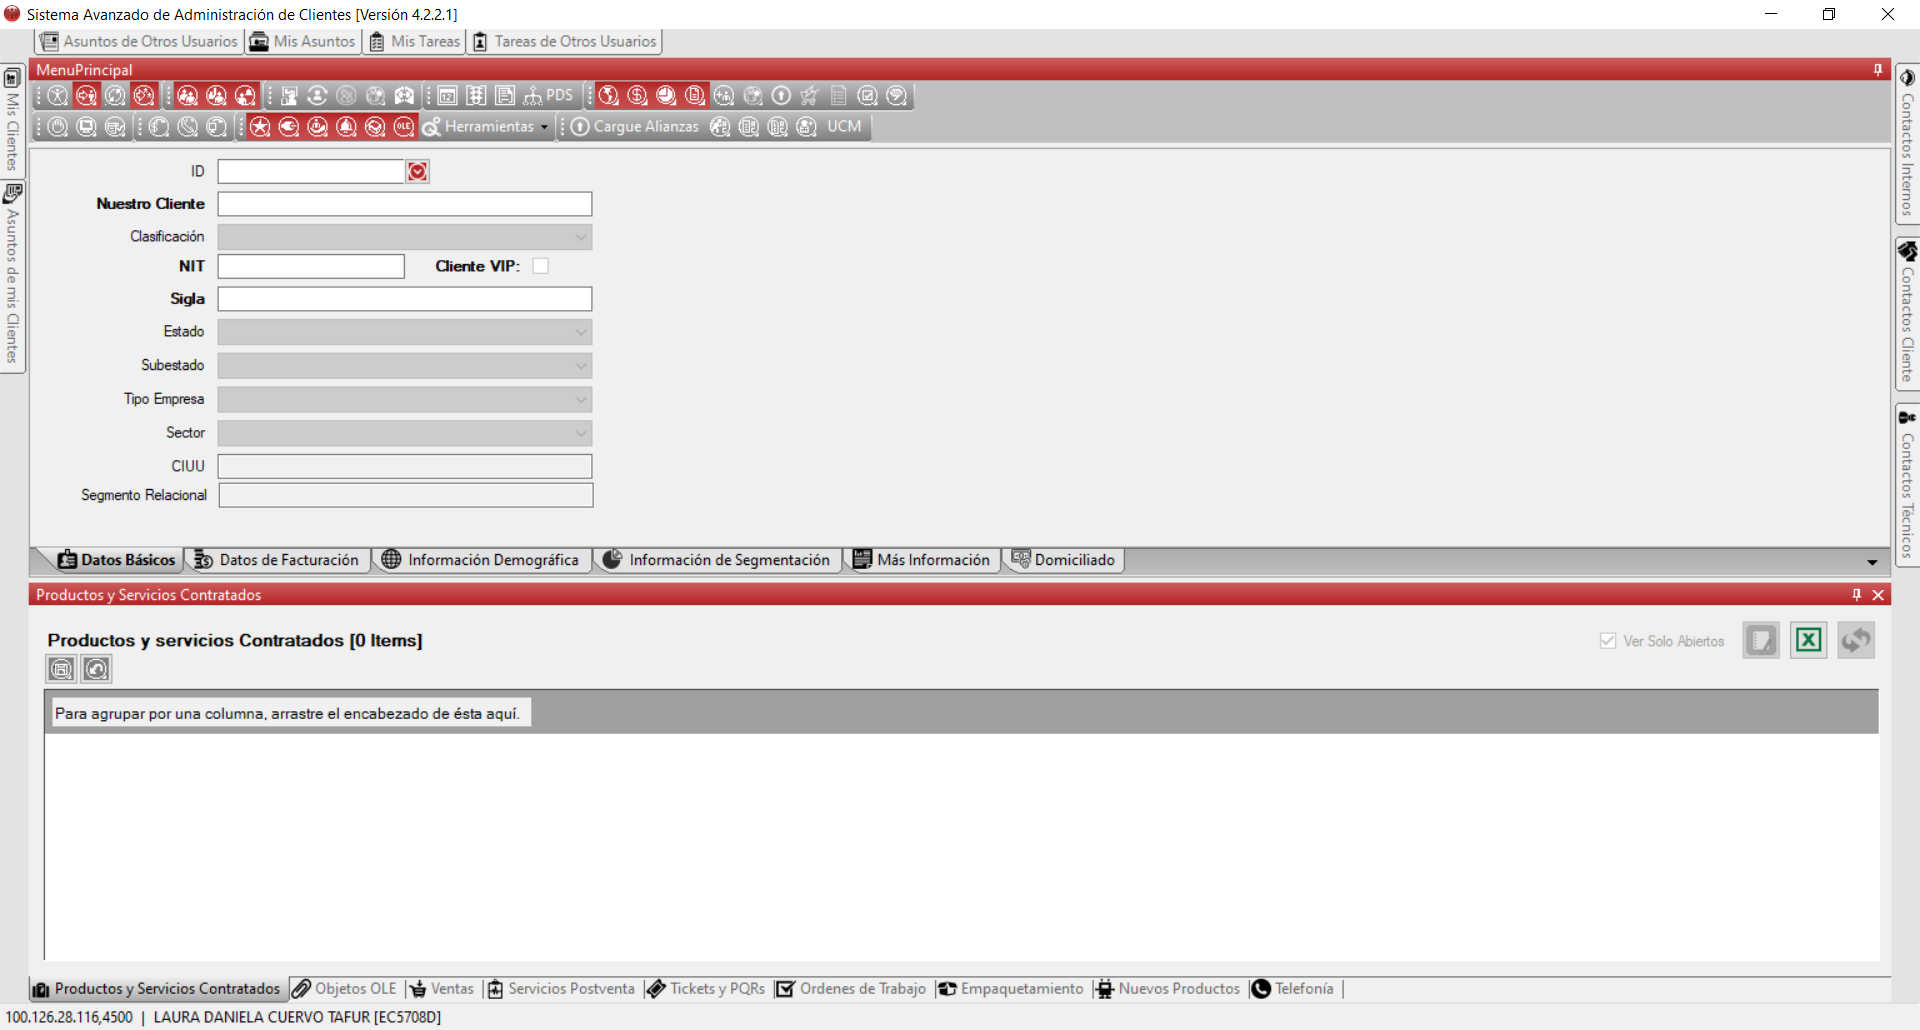 Sistema Avanzado de Administración de Clientes [Versión 4.2.2.1]
Asuntos de Otros Usuarios
Mis Asuntos
Mis Tareas
Tareas de Otros Usuarios
MenuPrincipal
12
PDS
OLE
Herramientas
Cargue Alianzas
UCM
Mis Clientes
Asuntos de mis Clientes
Contactos Internos
Contactos Cliente
Contactos Técnicos
ID
Nuestro Cliente
Clasificación
NIT
Cliente VIP:
Sigla
Estado
Subestado
Tipo Empresa
Sector
CIUU
Segmento Relacional
Datos Básicos
Datos de Facturación
Información Demográfica
Información de Segmentación
Más Información
Domiciliado
Productos y Servicios Contratados
Productos y servicios Contratados [0 Items]
Ver Solo Abiertos
Para agrupar por una columna, arrastre el encabezado de ésta aquí.
Productos y Servicios Contratados
Objetos OLE
Ventas
Servicios Postventa
Tickets y PQRs
Ordenes de Trabajo
Empaquetamiento
Nuevos Productos
Telefonía
100.126.28.116,4500 | LAURA DANIELA CUERVO TAFUR [EC5708D]